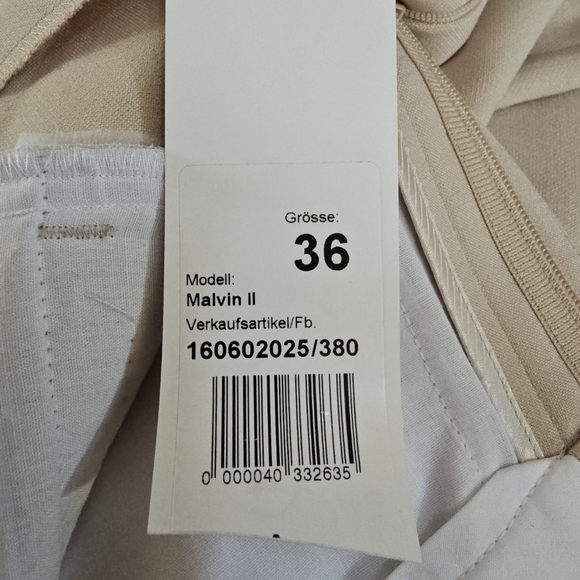 Grösse:
36
Modell:
Malvin II
Verkaufsartikel/Fb.
160602025/380
0 000040 332635